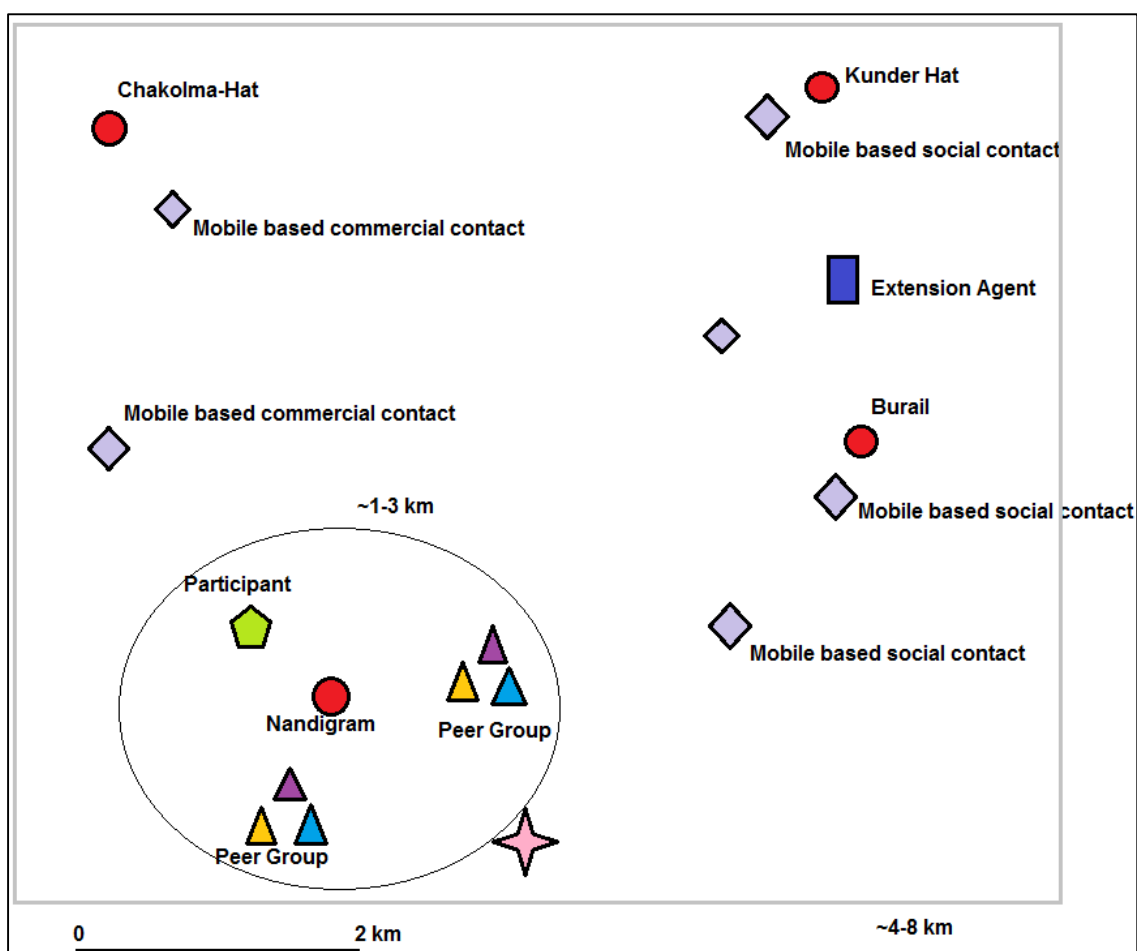 Kunder Hat
Chakolma-Hat
Mobile based social contact
Mobile based commercial contact
Extension Agent
Burail
Mobile based commercial contact
~1-3 km
Mobile based social contact
Participant
Mobile based social contact
Nandigram
Peer Group
Peer Group
0
2 km
~4-8 km